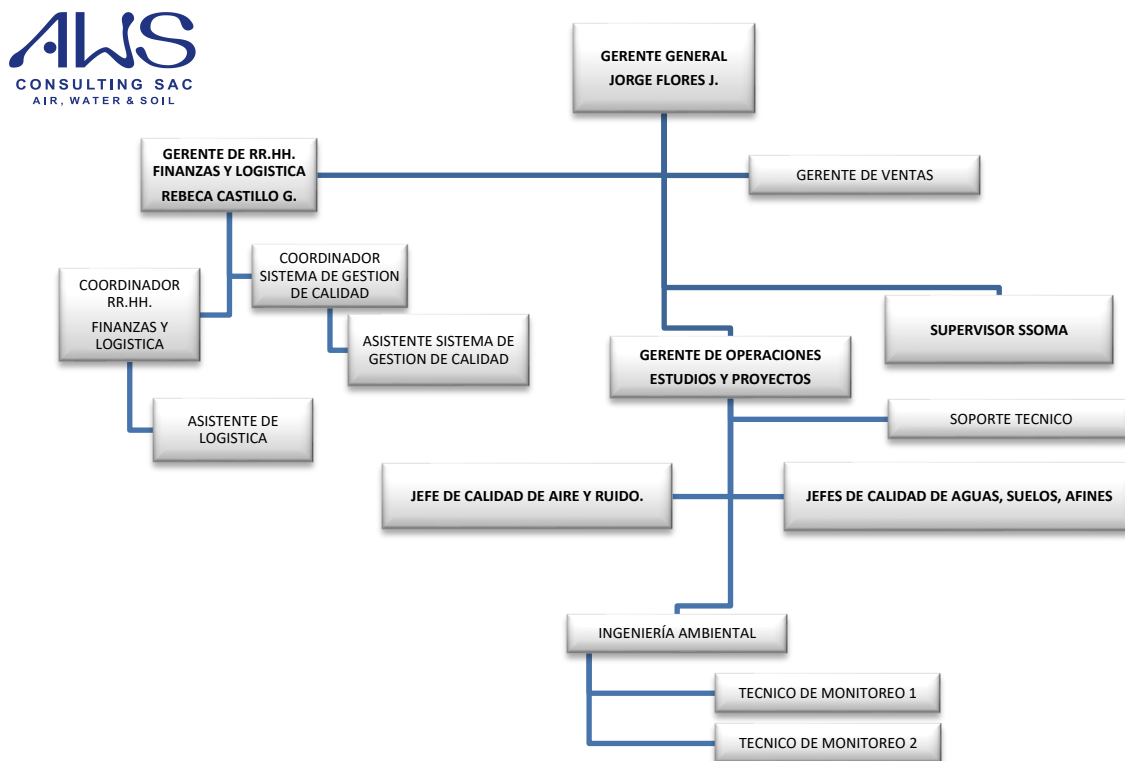 AWS
CONSULTING SAC
AIR, WATER & SOIL
GERENTE GENERAL
JORGE FLORES J.
GERENTE DE RR.HH.
FINANZAS Y LOGISTICA
REBECA CASTILLO G.
GERENTE DE VENTAS
COORDINADOR
SISTEMA DE GESTION
DE CALIDAD
COORDINADOR
RR.HH.
FINANZAS Y
LOGISTICA
ASISTENTE SISTEMA DE
GESTION DE CALIDAD
ASISTENTE DE
LOGISTICA
SUPERVISOR SSOMA
GERENTE DE OPERACIONES
ESTUDIOS Y PROYECTOS
SOPORTE TECNICO
JEFE DE CALIDAD DE AIRE Y RUIDO.
JEFES DE CALIDAD DE AGUAS, SUELOS, AFINES
INGENIERÍA AMBIENTAL
TECNICO DE MONITOREO 1
TECNICO DE MONITOREO 2